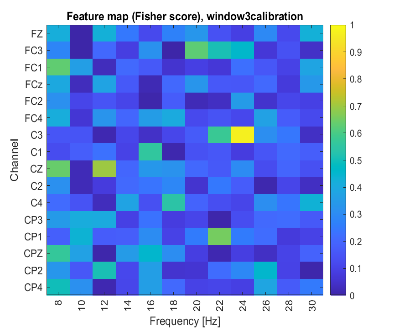 Feature map (Fisher score), window3calibration
Channel
FZ
FC3
FC1
FCz
FC2
FC4
C3
C1
CZ
C2
C4
CP3
CP1
CPZ
CP2
CP4
8 10 12 14 16 18 20 22 24 26 28 30
Frequency [Hz]
1
0.9
0.8
0.7
0.6
0.5
0.4
0.3
0.2
0.1
0